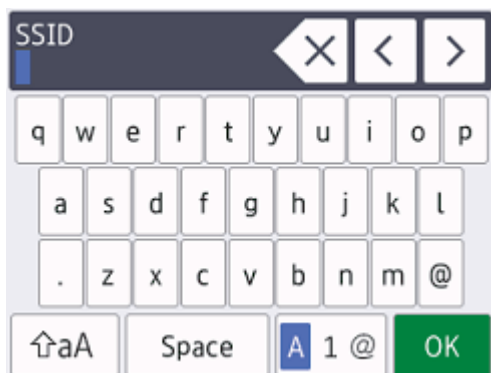 SSID
q w e r t y u i o p
a s d f g h j k l
. z x c v b n m @
⇧aA Space A 1 @ OK